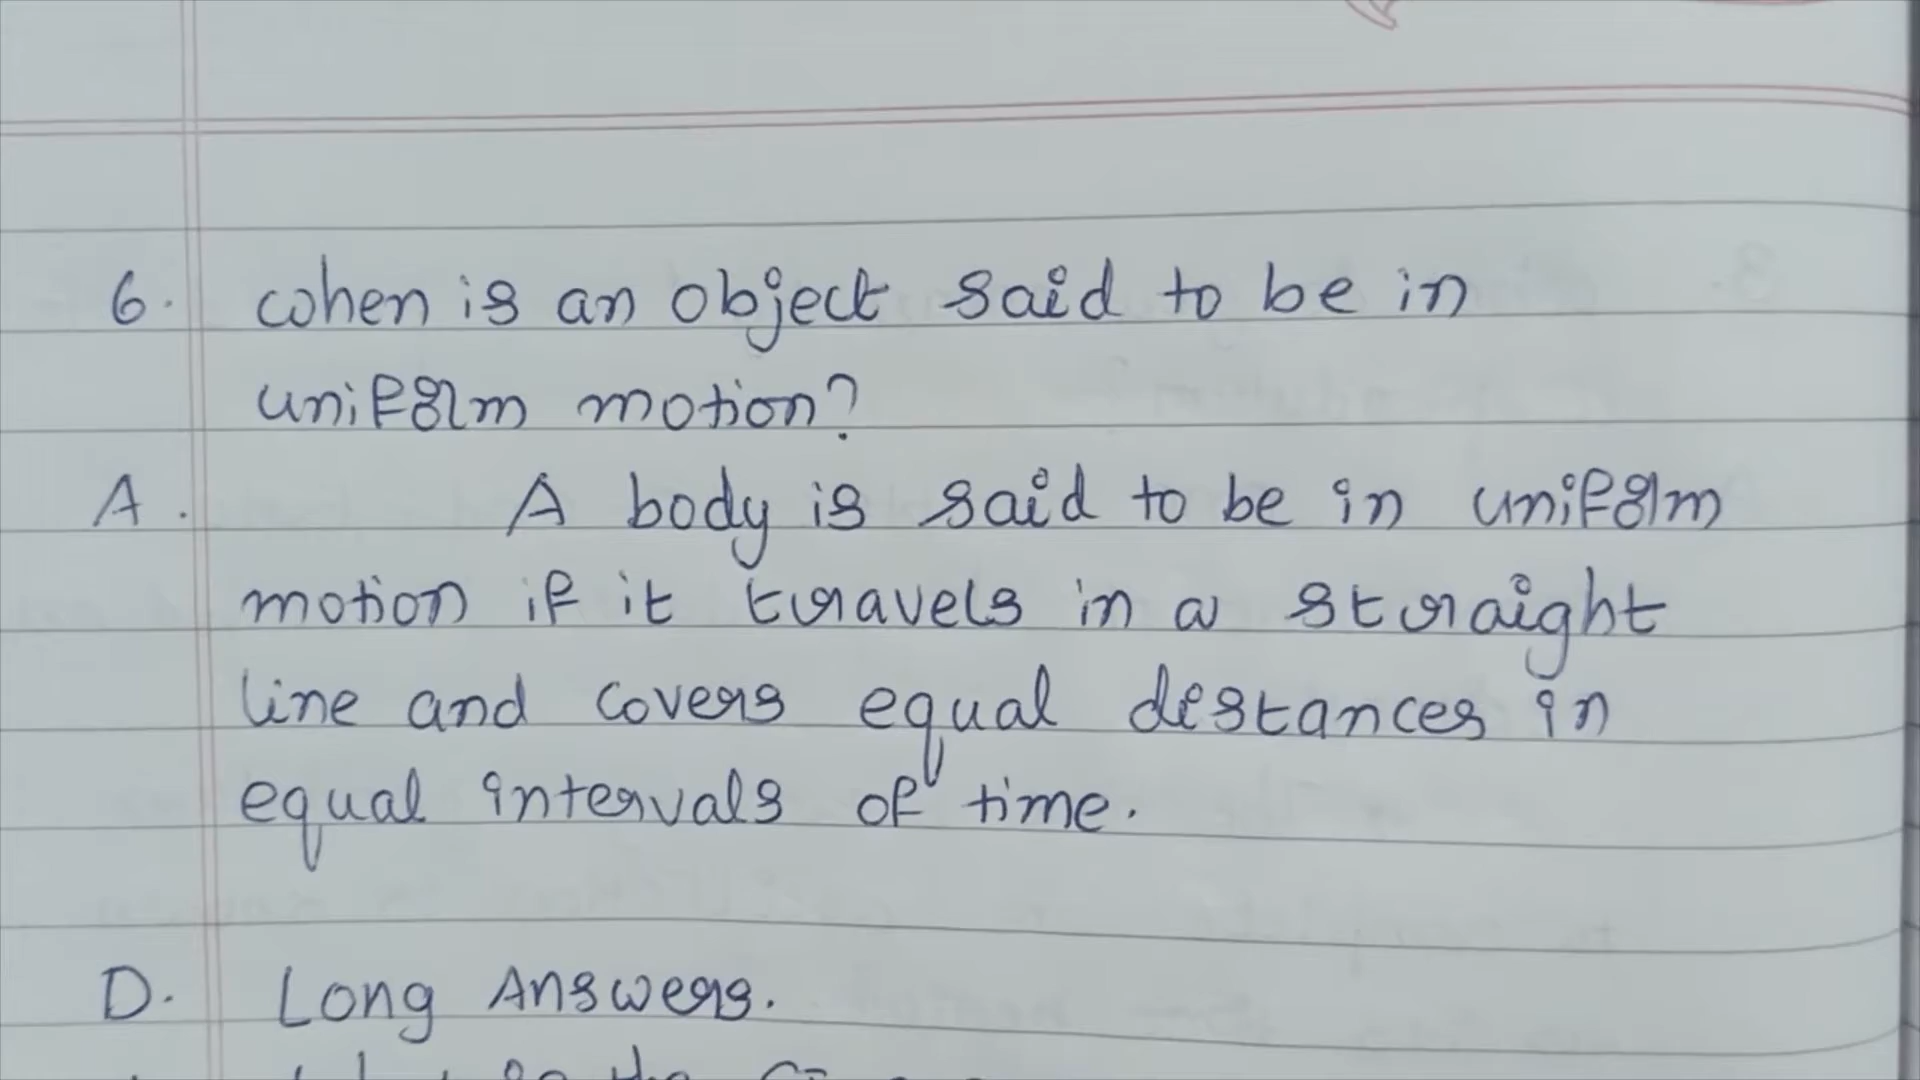 6. When is an object said to be in
uniform motion?
A. A body is said to be in uniform
motion if it travels in a straight
line and covers equal distances in
equal intervals of time.
D. Long Answers.